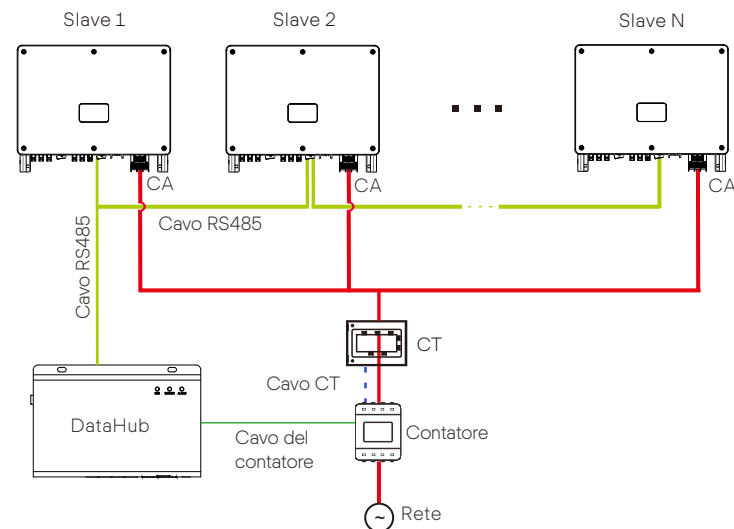 Slave 1
Slave 2
Slave N
CA
CA
CA
Cavo RS485
Cavo RS485
CT
Cavo CT
DataHub
Cavo del
contatore
Contatore
Rete